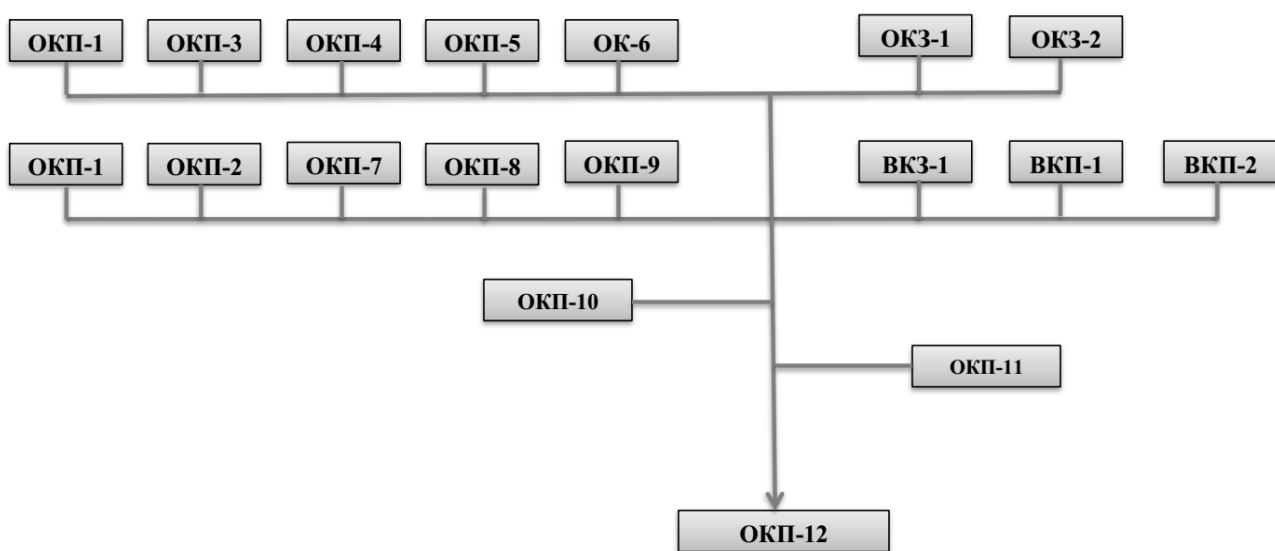 ОКП-1 ОКП-3 ОКП-4 ОКП-5 ОК-6 ОКЗ-1 ОКЗ-2
ОКП-1 ОКП-2 ОКП-7 ОКП-8 ОКП-9 ВКЗ-1 ВКП-1 ВКП-2
ОКП-10
ОКП-11
ОКП-12